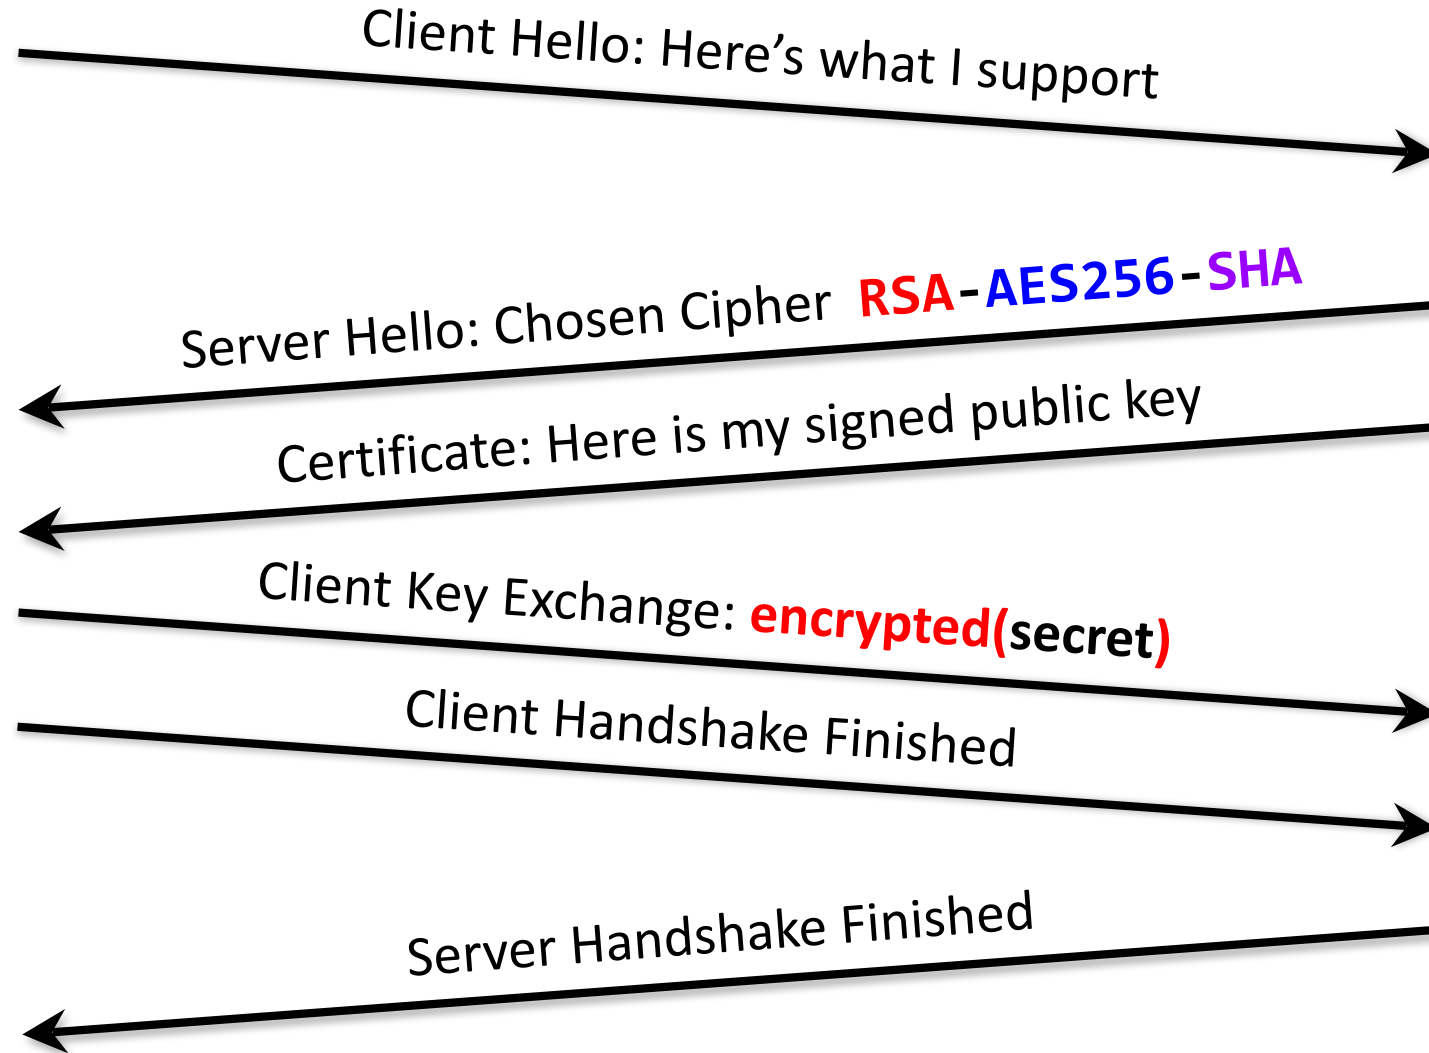 Client Hello: Here’s what I support
Server Hello: Chosen Cipher RSA-AES256-SHA
Certificate: Here is my signed public key
Client Key Exchange: encrypted(secret)
Client Handshake Finished
Server Handshake Finished